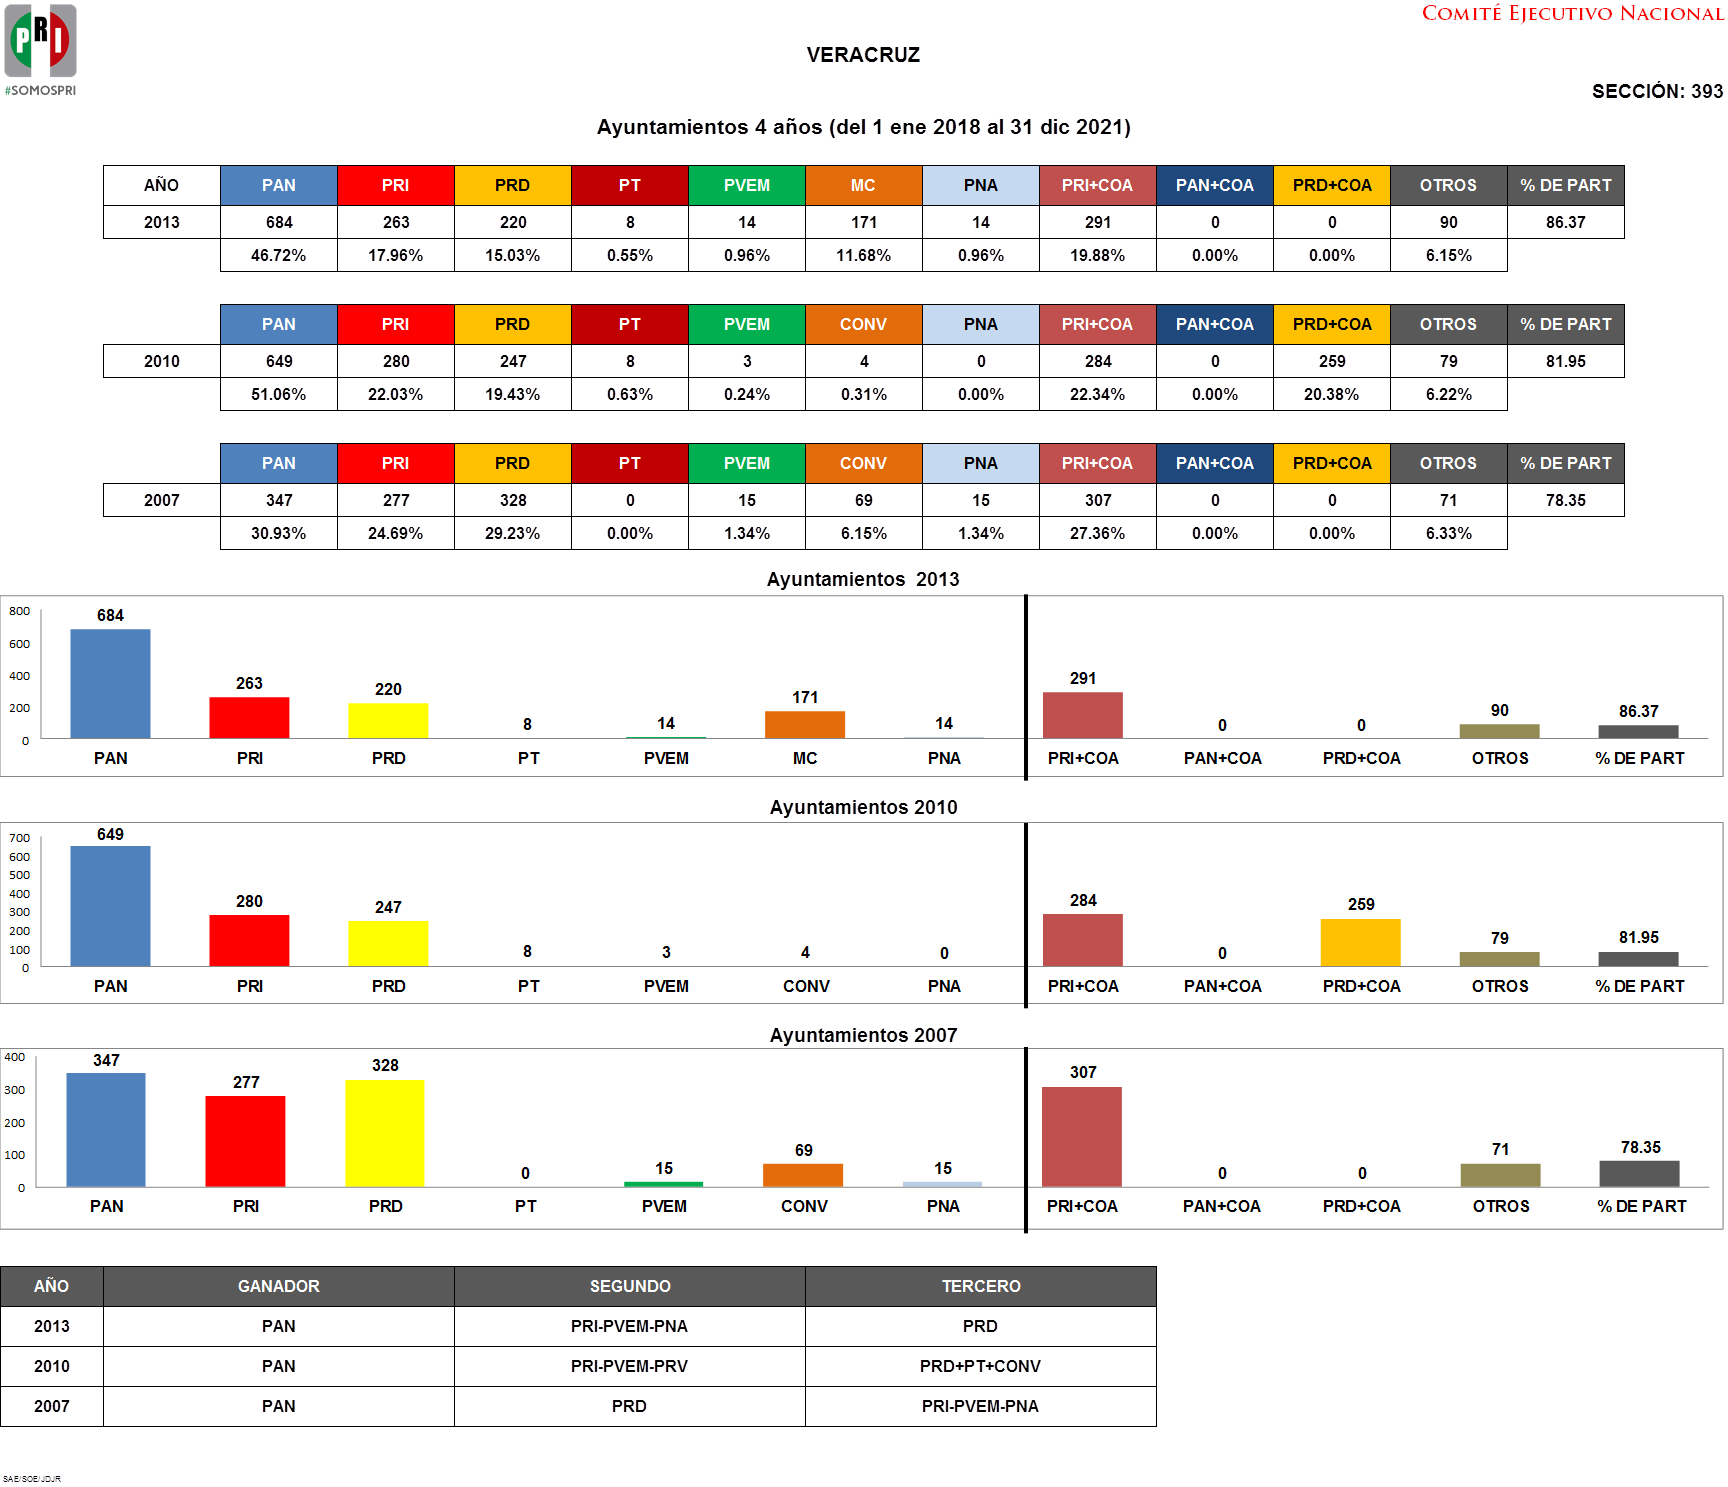 PRI
#SOMOSPRI
COMITÉ EJECUTIVO NACIONAL
VERACRUZ
SECCIÓN: 393
Ayuntamientos 4 años (del 1 ene 2018 al 31 dic 2021)
AÑO PAN PRI PRD PT PVEM MC PNA PRI+COA PAN+COA PRD+COA OTROS % DE PART
2013 684 263 220 8 14 171 14 291 0 0 90 86.37
46.72% 17.96% 15.03% 0.55% 0.96% 11.68% 0.96% 19.88% 0.00% 0.00% 6.15%
PAN PRI PRD PT PVEM CONV PNA PRI+COA PAN+COA PRD+COA OTROS % DE PART
2010 649 280 247 8 3 4 0 284 0 259 79 81.95
51.06% 22.03% 19.43% 0.63% 0.24% 0.31% 0.00% 22.34% 0.00% 20.38% 6.22%
PAN PRI PRD PT PVEM CONV PNA PRI+COA PAN+COA PRD+COA OTROS % DE PART
2007 347 277 328 0 15 69 15 307 0 0 71 78.35
30.93% 24.69% 29.23% 0.00% 1.34% 6.15% 1.34% 27.36% 0.00% 0.00% 6.33%
Ayuntamientos 2013
800
600
400
200
0
684 263 220 8 14 171 14 291 0 0 90 86.37
PAN PRI PRD PT PVEM MC PNA PRI+COA PAN+COA PRD+COA OTROS % DE PART
Ayuntamientos 2010
700
600
500
400
300
200
100
0
649 280 247 8 3 4 0 284 0 259 79 81.95
PAN PRI PRD PT PVEM CONV PNA PRI+COA PAN+COA PRD+COA OTROS % DE PART
Ayuntamientos 2007
400
300
200
100
0
347 277 328 0 15 69 15 307 0 0 71 78.35
PAN PRI PRD PT PVEM CONV PNA PRI+COA PAN+COA PRD+COA OTROS % DE PART
AÑO GANADOR SEGUNDO TERCERO
2013 PAN PRI-PVEM-PNA PRD
2010 PAN PRI-PVEM-PRV PRD+PT+CONV
2007 PAN PRD PRI-PVEM-PNA
SAE/SOE/JDJR